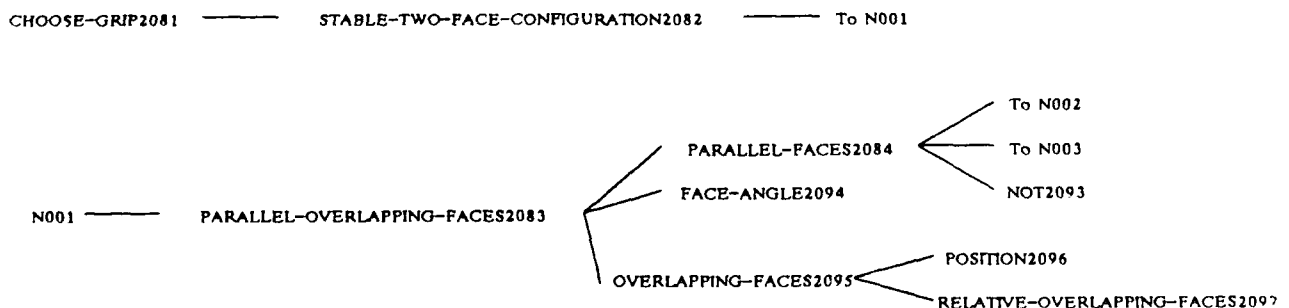 CHOOSE-GRIP2081 STABLE-TWO-FACE-CONFIGURATION2082 To N001
To N002
PARALLEL-FACES2084 To N003
FACE-ANGLE2094 NOT2093
N001 PARALLEL-OVERLAPPING-FACES2083
POSITION2096
OVERLAPPING-FACES2095
RELATIVE-OVERLAPPING-FACES2097